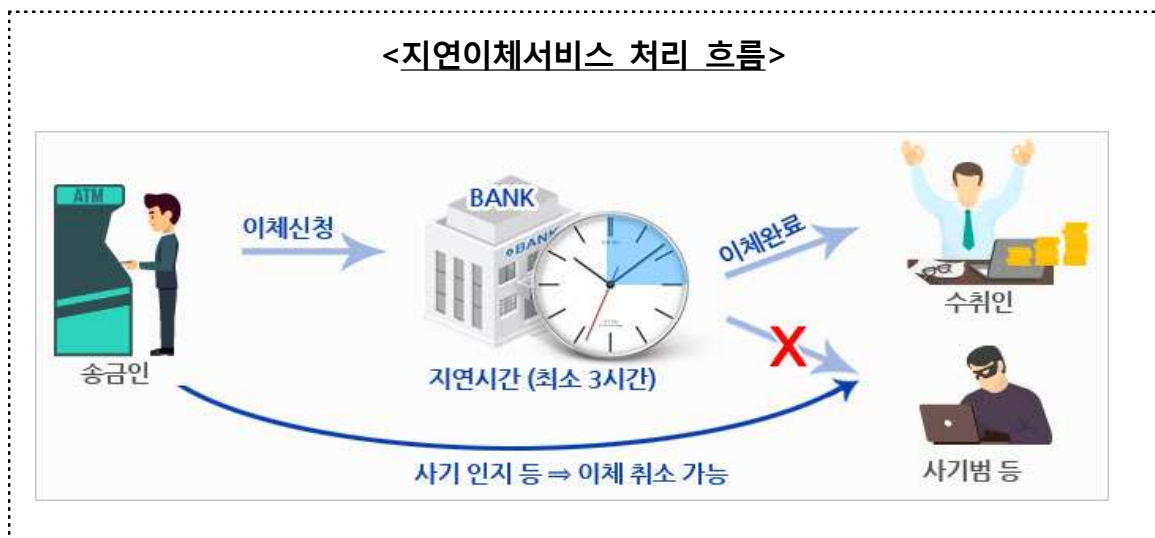 <지연이체서비스 처리 흐름>
ATM
이체신청
BANK
BANK
이체완료
수취인
X
송금인
지연시간 (최소 3시간)
사기 인지 등 ⇒ 이체 취소 가능
사기범 등